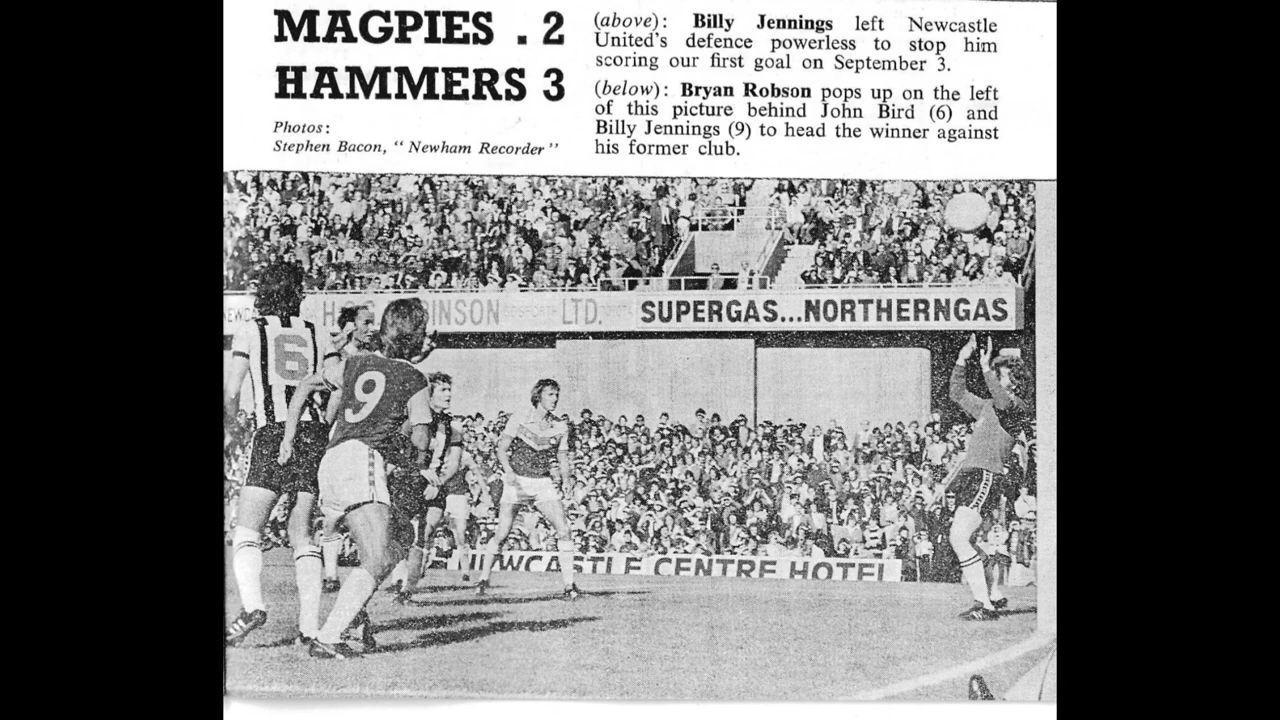 MAGPIES . 2
HAMMERS 3
Photos:
Stephen Bacon, “ Newham Recorder ”
(above): Billy Jennings left Newcastle
United's defence powerless to stop him
scoring our first goal on September 3.
(below): Bryan Robson pops up on the left
of this picture behind John Bird (6) and
Billy Jennings (9) to head the winner against
his former club.
LTD.
SUPERGAS...NORTHERNGAS
6
9
NEWCASTLE CENTRE HOTEL